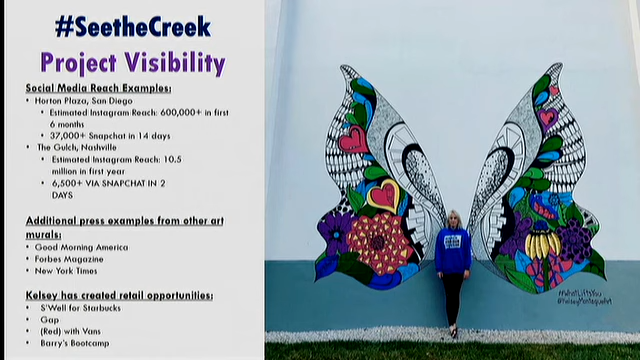 #SeetheCreek
Project Visibility
Social Media Reach Examples:
• Horton Plaza, San Diego
• Estimated Instagram Reach: 600,000+ in first
6 months
• 37,000+ Snapchat in 14 days
• The Gulch, Nashville
• Estimated Instagram Reach: 10.5
million in first year
• 6,500+ VIA SNAPCHAT IN 2
DAYS
Additional press examples from other art
murals:
• Good Morning America
• Forbes Magazine
• New York Times
Kelsey has created retail opportunities:
• S'Well for Starbucks
• Gap
• (Red) with Vans
• Barry's Bootcamp
#WhatLiftsYou
@KelseyMontagueArt